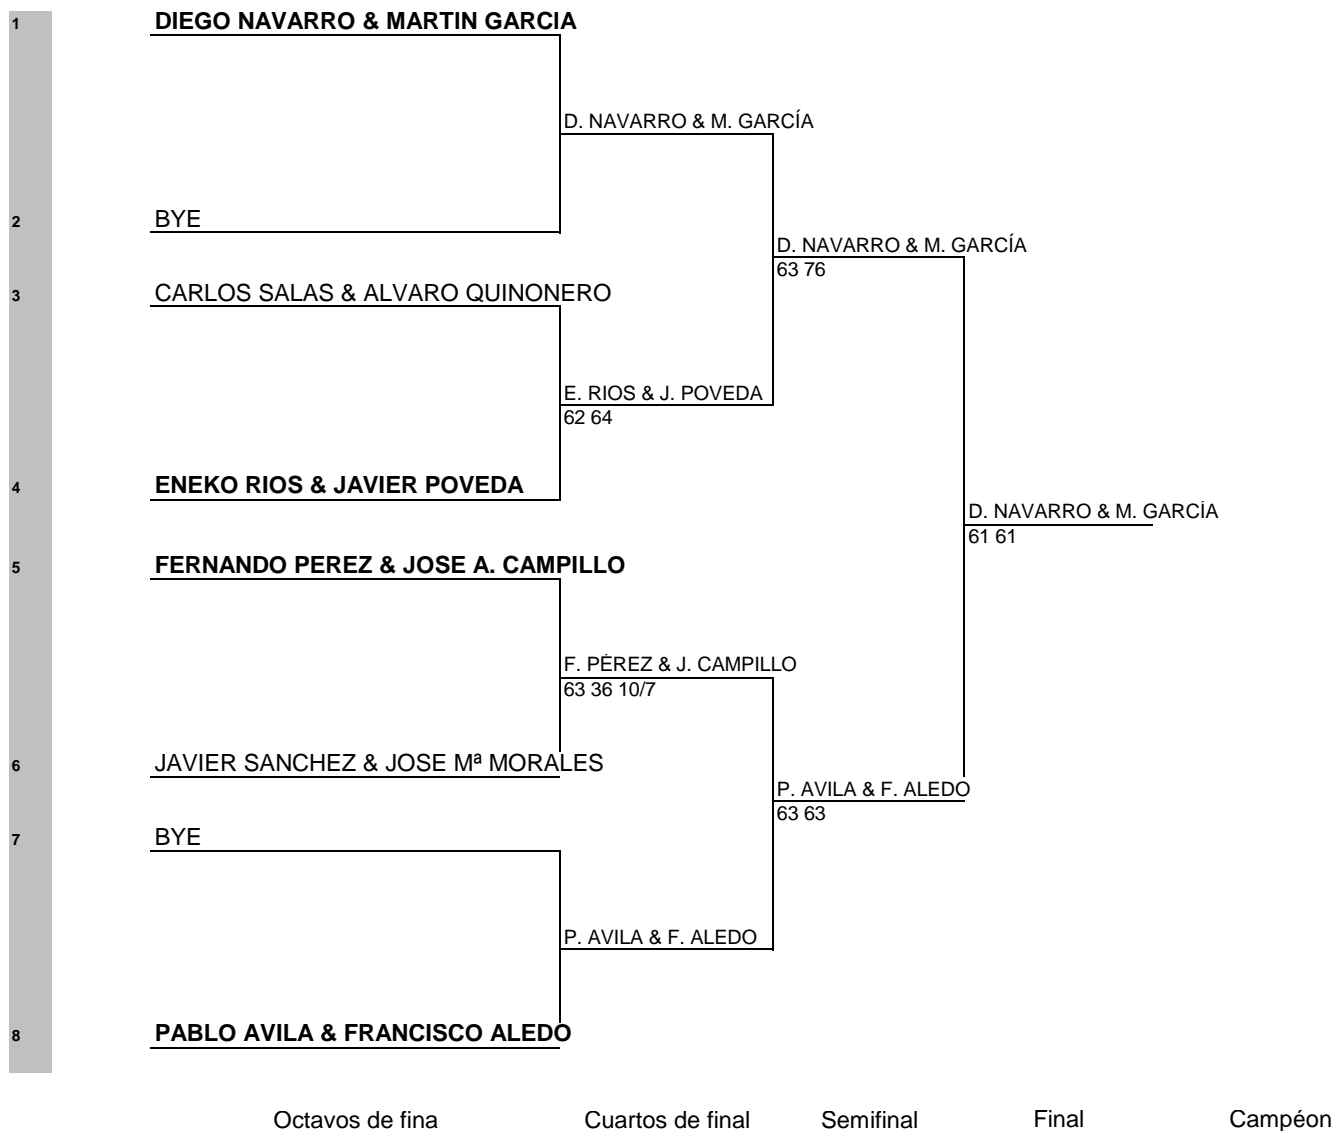 1 DIEGO NAVARRO & MARTIN GARCIA
D. NAVARRO & M. GARCÍA
2 BYE
D. NAVARRO & M. GARCÍA
63 76
3 CARLOS SALAS & ALVARO QUINONERO
E. RIOS & J. POVEDA
62 64
4 ENEKO RIOS & JAVIER POVEDA
D. NAVARRO & M. GARCÍA
61 61
5 FERNANDO PEREZ & JOSE A. CAMPILLO
F. PÉREZ & J. CAMPILLO
63 36 10/7
6 JAVIER SANCHEZ & JOSE Mª MORALES
P. AVILA & F. ALEDO
63 63
7 BYE
P. AVILA & F. ALEDO
8 PABLO AVILA & FRANCISCO ALEDO
Octavos de fina Cuartos de final Semifinal Final Campéon